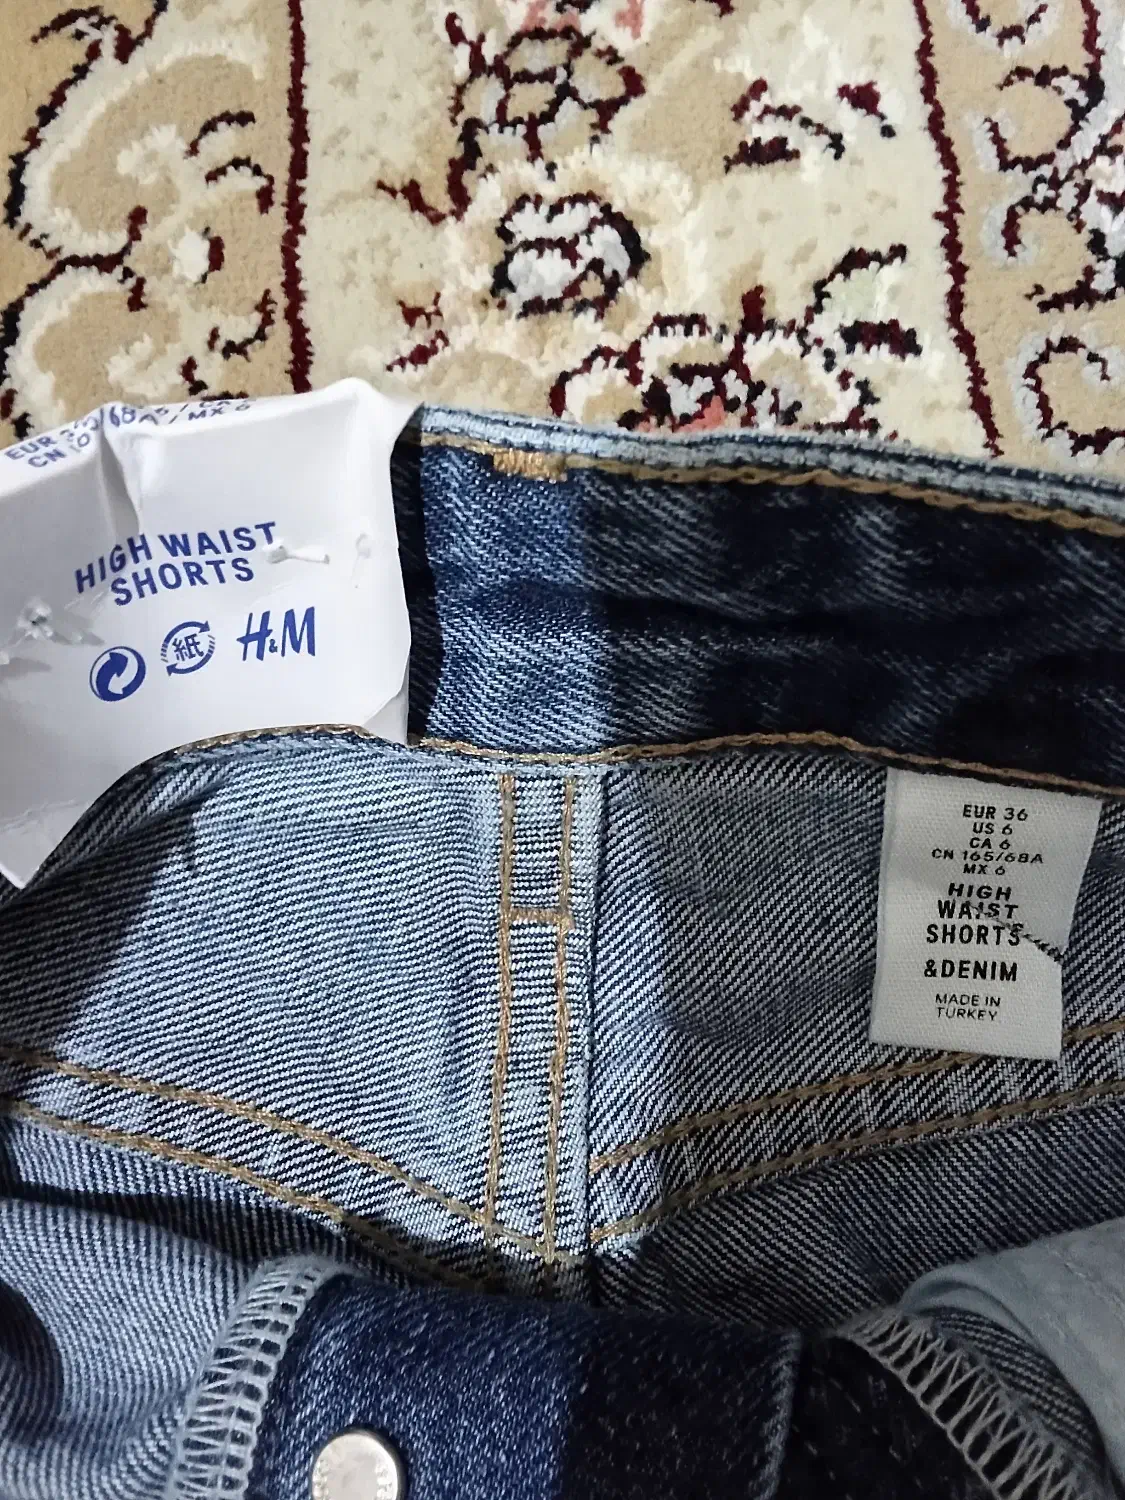 HIGH WAIST
SHORTS
紙
H&M
EUR 36
US 6
CA 6
CN 165/68A
MX 6
HIGH
WAIST
SHORTS
&DENIM
MADE IN
TURKEY